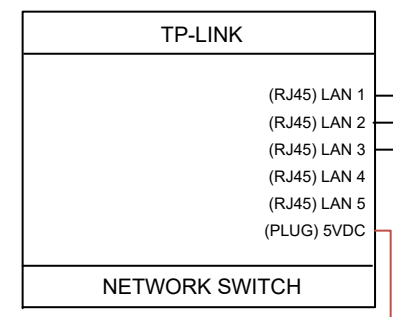 TP-LINK
(RJ45) LAN 1
(RJ45) LAN 2
(RJ45) LAN 3
(RJ45) LAN 4
(RJ45) LAN 5
(PLUG) 5VDC
NETWORK SWITCH